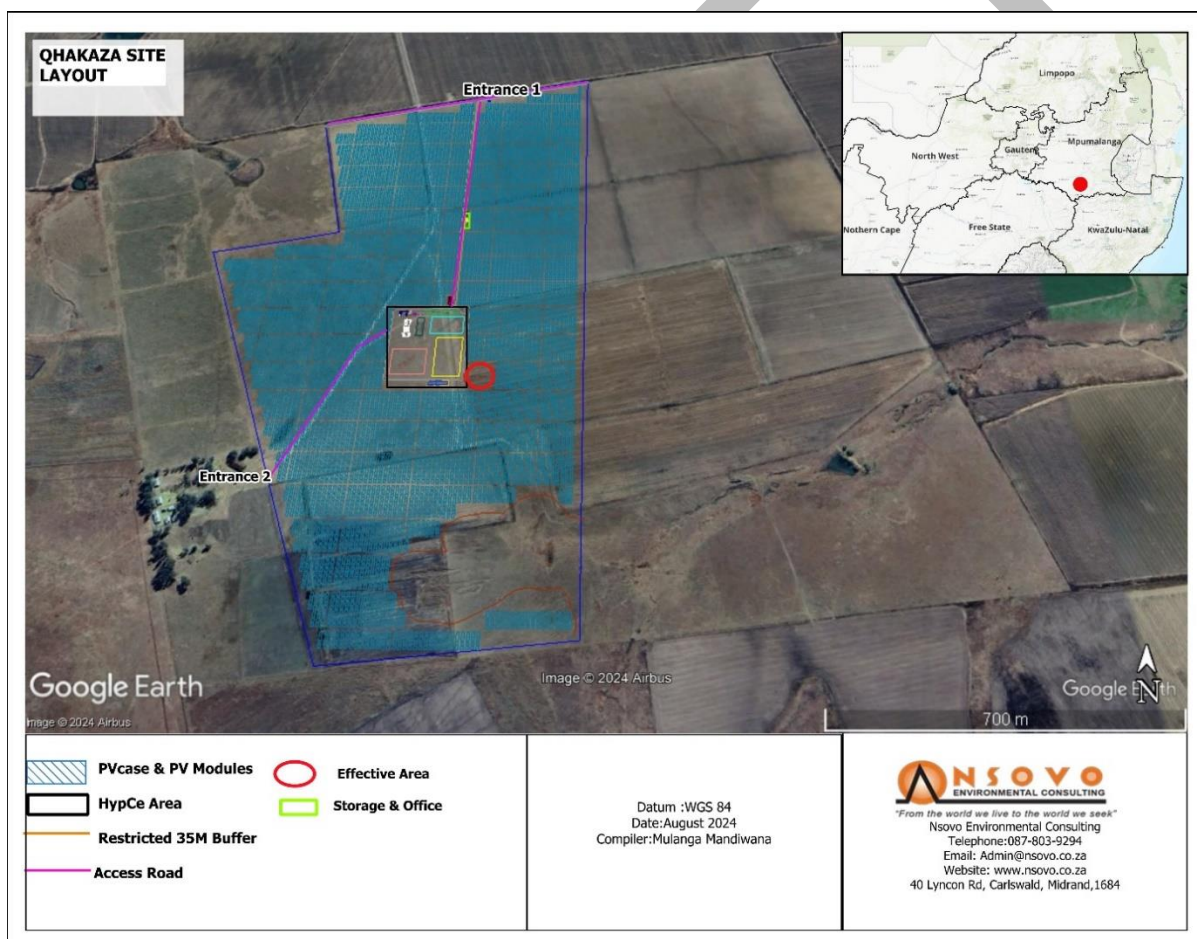 QHAKAZA SITE
LAYOUT
Entrance 1
Entrance 2
Limpopo
North West
Gauteng
Mpumalanga
Northern Cape
Free State
KwaZulu-Natal
Google Earth
Image © 2024 Airbus
Image © 2024 Airbus
Google Earth
N
700 m
PVcase & PV Modules
HypCe Area
Restricted 35M Buffer
Access Road
Effective Area
Storage & Office
Datum :WGS 84
Date:August 2024
Compiler:Mulanga Mandiwana
NSOVO
ENVIRONMENTAL CONSULTING
"From the world we live to the world we seek"
Nsovo Environmental Consulting
Telephone:087-803-9294
Email: Admin@nsovo.co.za
Website: www.nsovo.co.za
40 Lyncon Rd, Carlswald, Midrand,1684